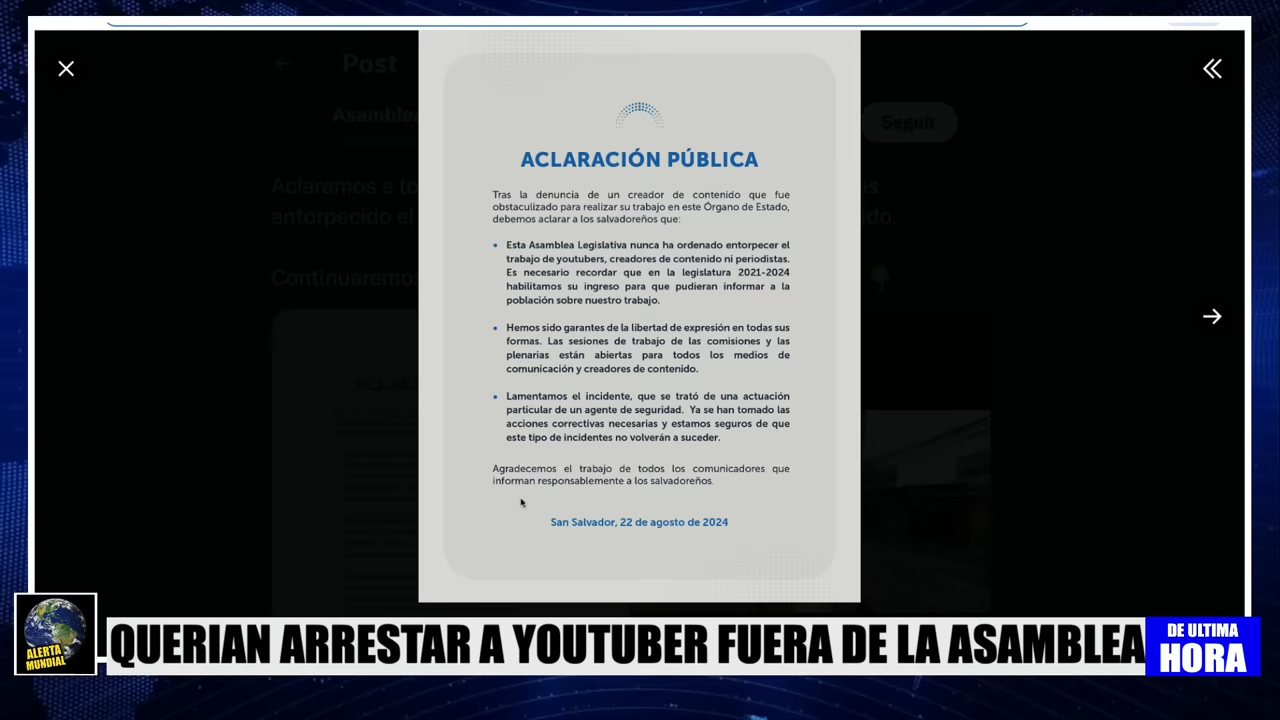 Post
Asamblea
Seguir
Aclaramos a to
entorpecido el
Continuaremos
ACLARACIÓN PÚBLICA
Tras la denuncia de un creador de contenido que fue
obstaculizado para realizar su trabajo en este Órgano de Estado,
debemos aclarar a los salvadoreños que:
• Esta Asamblea Legislativa nunca ha ordenado entorpecer el
trabajo de youtubers, creadores de contenido ni periodistas.
Es necesario recordar que en la legislatura 2021-2024
habilitamos su ingreso para que pudieran informar a la
población sobre nuestro trabajo.
• Hemos sido garantes de la libertad de expresión en todas sus
formas. Las sesiones de trabajo de las comisiones y las
plenarias están abiertas para todos los medios de
comunicación y creadores de contenido.
• Lamentamos el incidente, que se trató de una actuación
particular de un agente de seguridad. Ya se han tomado las
acciones correctivas necesarias y estamos seguros de que
este tipo de incidentes no volverán a suceder.
Agradecemos el trabajo de todos los comunicadores que
informan responsablemente a los salvadoreños.
San Salvador, 22 de agosto de 2024
ALERTA
MUNDIAL
QUERIAN ARRESTAR A YOUTUBER FUERA DE LA ASAMBLEA
DE ULTIMA
HORA